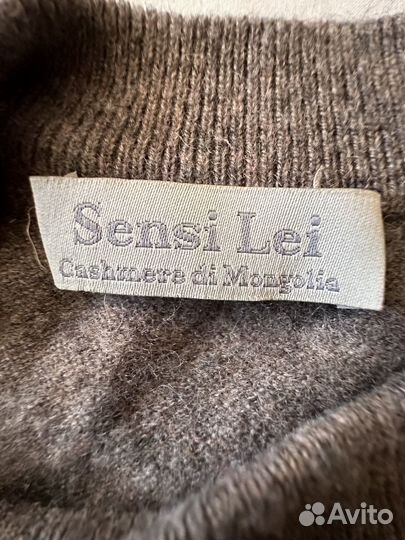 Sensi Lei
Cashmere di Mongolia
Avito